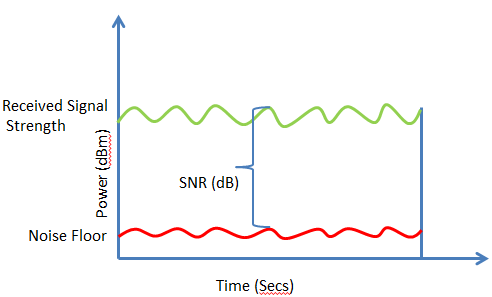 Received Signal
Strength
Power (dBm)
SNR (dB)
Noise Floor
Time (Secs)